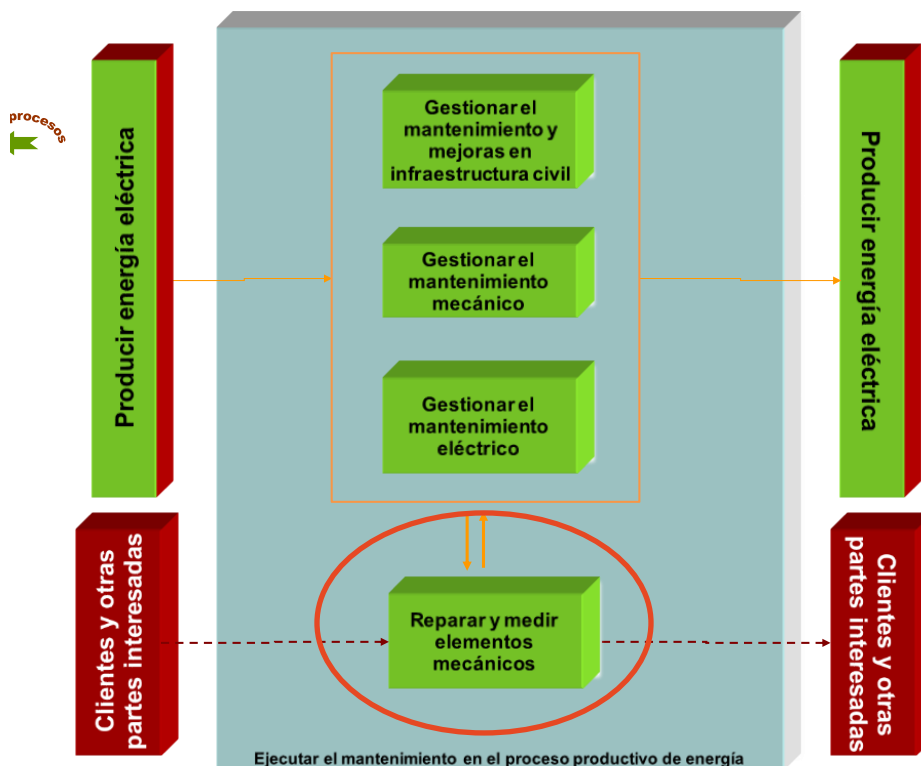 procesos
Producir energía eléctrica
Gestionar el
mantenimiento y
mejoras en
infraestructura civil
Gestionar el
mantenimiento
mecánico
Gestionar el
mantenimiento
eléctrico
Producir energía
eléctrica
Clientes y otras
partes interesadas
Reparar y medir
elementos
mecánicos
Clientes y otras
partes interesadas
Ejecutar el mantenimiento en el proceso productivo de energía